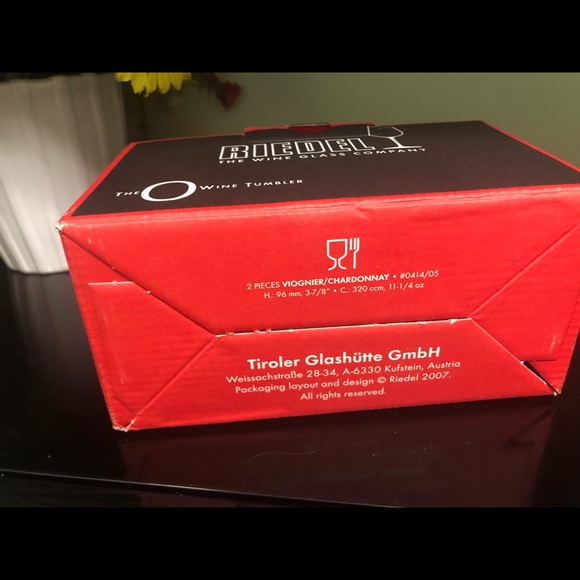 RIEDEL
THE WINE GLASS COMPANY
THE O WINE TUMBLER
2 PIECES VIOGNIER/CHARDONNAY • #0414/05
H.: 96 mm, 3-7/8" • C.: 320 ccm, 11-1/4 oz
Tiroler Glashütte GmbH
Weissachstraße 28-34, A-6330 Kufstein, Austria
Packaging layout and design © Riedel 2007.
All rights reserved.